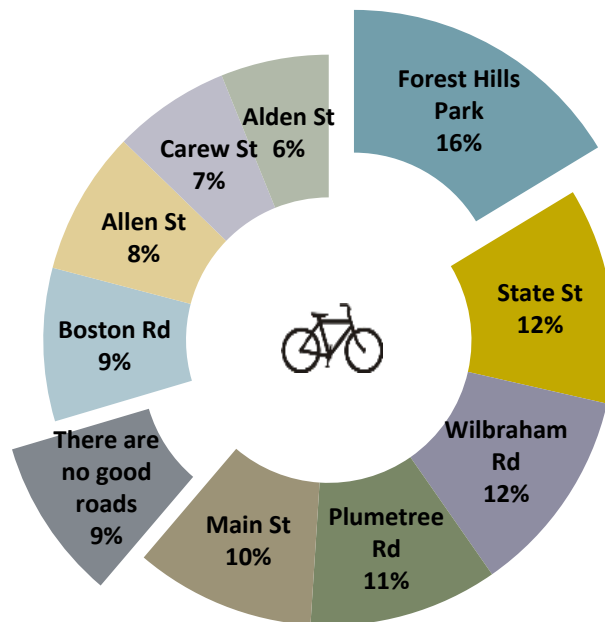 Forest Hills
Park
16%
State St
12%
Wilbraham
Rd
12%
Plumetree
Rd
11%
Main St
10%
There are
no good
roads
9%
Boston Rd
9%
Allen St
8%
Carew St
7%
Alden St
6%